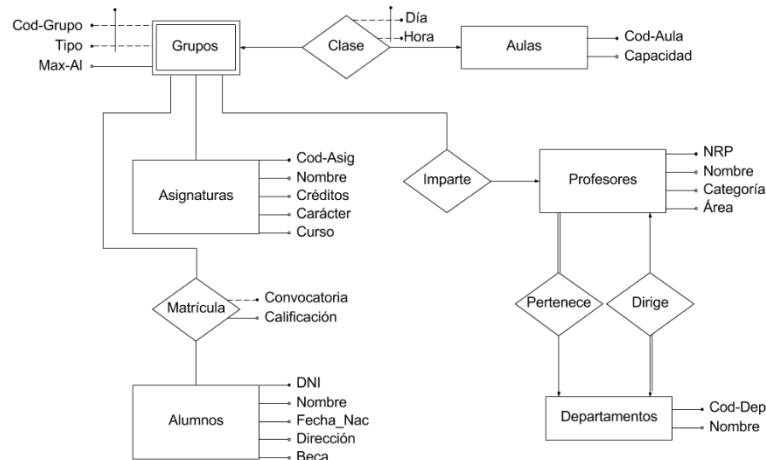 Cod-Grupo
Tipo
Max-Al
Grupos
Clase
Día
Hora
Aulas
Cod-Aula
Capacidad
Asignaturas
Cod-Asig
Nombre
Créditos
Carácter
Curso
Imparte
Profesores
NRP
Nombre
Categoría
Área
Matrícula
Convocatoria
Calificación
Pertenece
Dirige
Alumnos
DNI
Nombre
Fecha_Nac
Dirección
Beca
Departamentos
Cod-Dep
Nombre